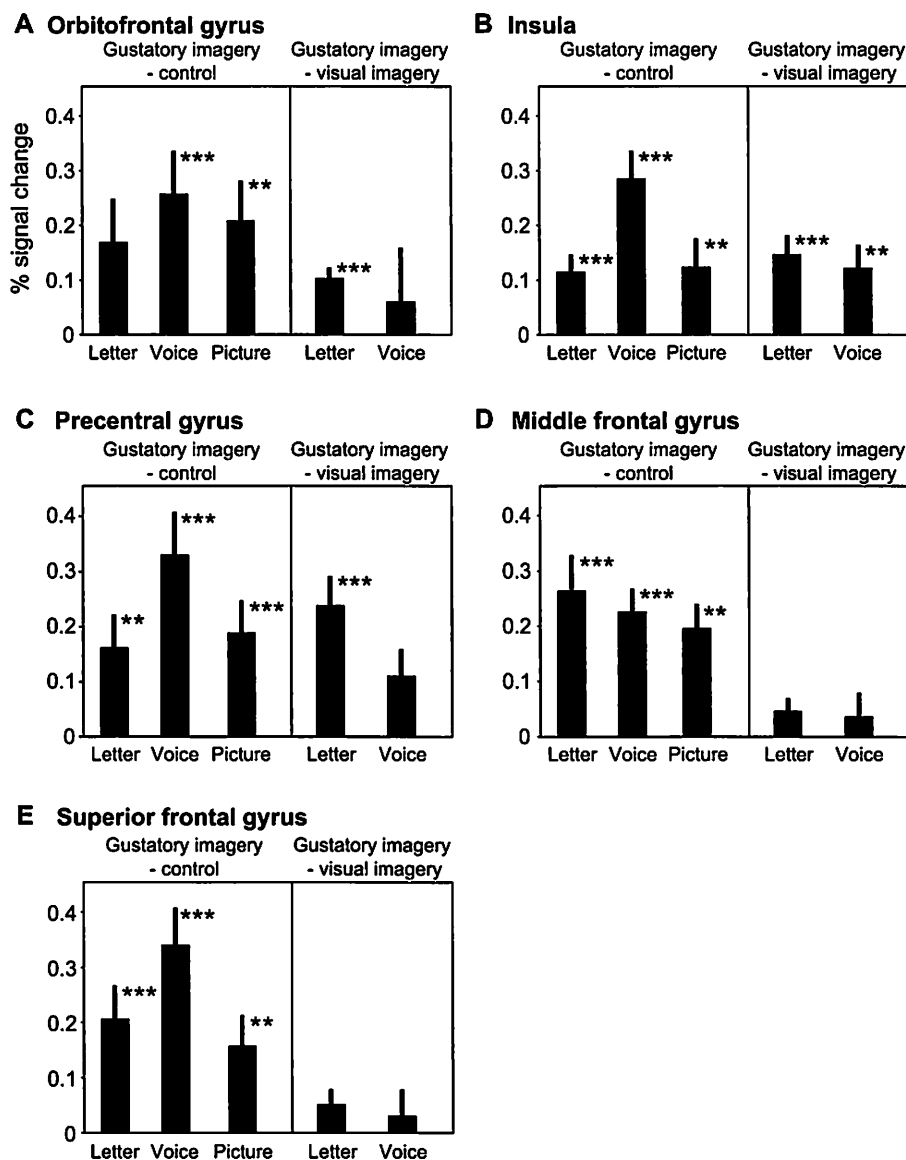 A Orbitofrontal gyrus
Gustatory imagery
- control
Gustatory imagery
- visual imagery
% signal change
0.4
0.3
0.2
0.1
0
***
**
***
Letter Voice Picture Letter Voice
B Insula
Gustatory imagery
- control
Gustatory imagery
- visual imagery
0.4
0.3
0.2
0.1
0
***
***
**
***
**
Letter Voice Picture Letter Voice
C Precentral gyrus
Gustatory imagery
- control
Gustatory imagery
- visual imagery
0.4
0.3
0.2
0.1
0
**
***
***
***
Letter Voice Picture Letter Voice
D Middle frontal gyrus
Gustatory imagery
- control
Gustatory imagery
- visual imagery
0.4
0.3
0.2
0.1
0
***
***
**
Letter Voice Picture Letter Voice
E Superior frontal gyrus
Gustatory imagery
- control
Gustatory imagery
- visual imagery
0.4
0.3
0.2
0.1
0
***
***
**
Letter Voice Picture Letter Voice